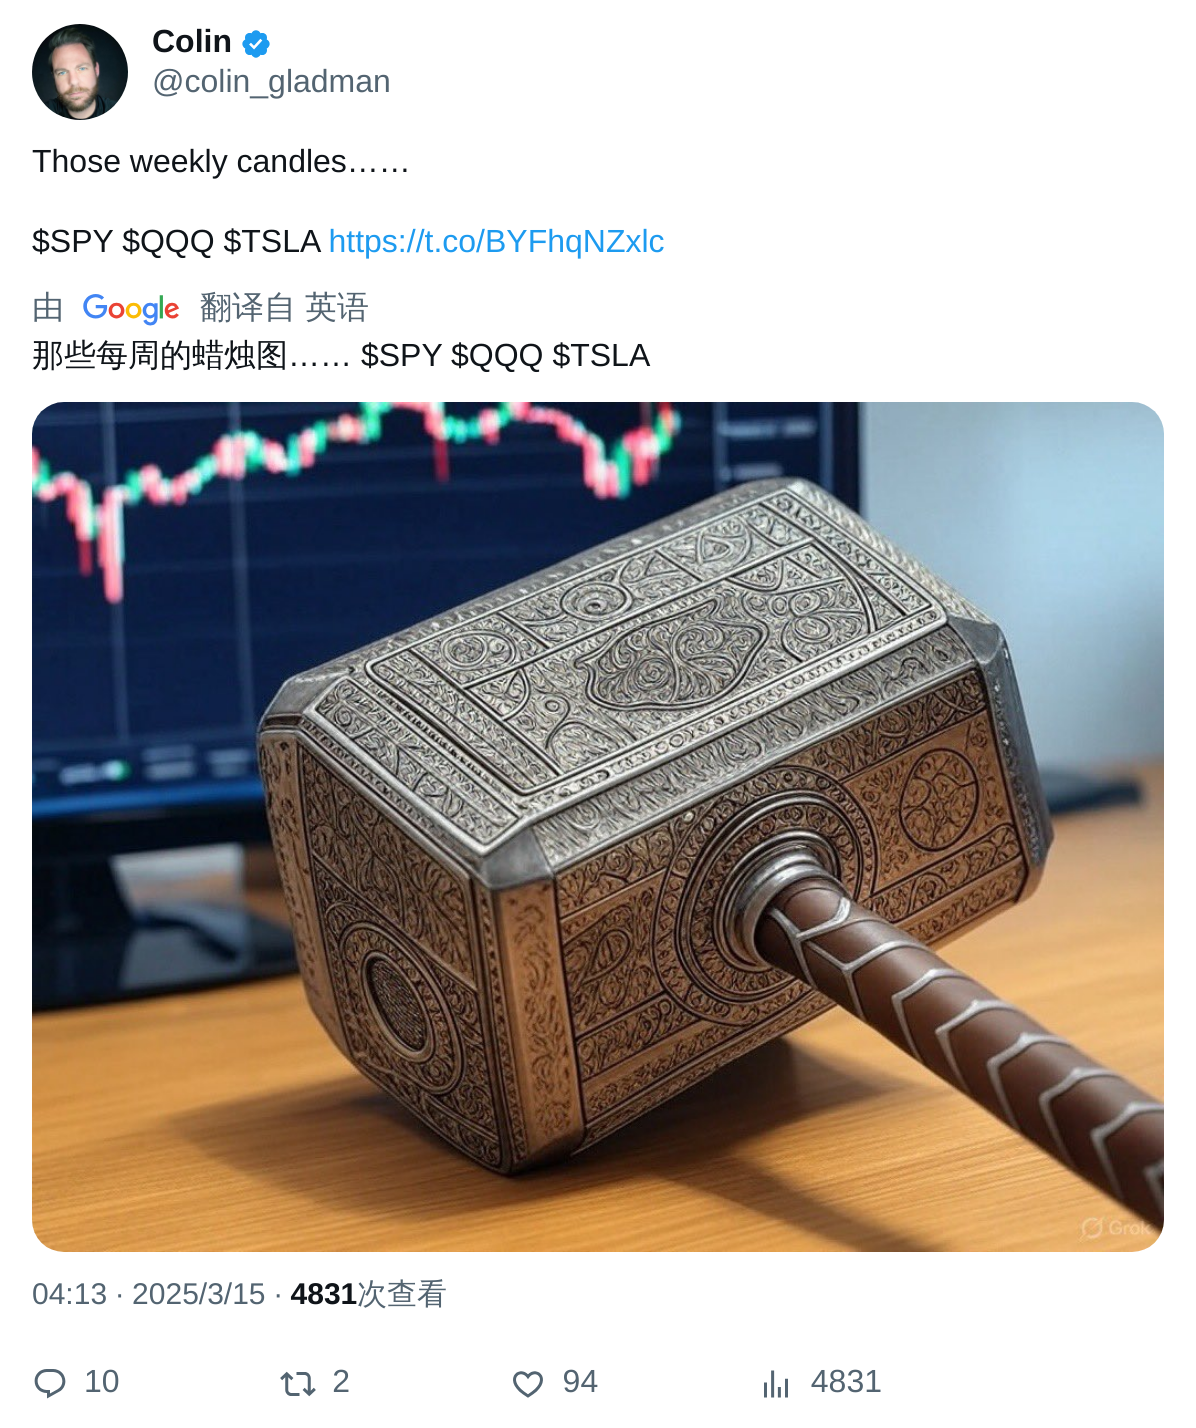 Colin
@colin_gladman
Those weekly candles……
$SPY $QQQ $TSLA https://t.co/BYFhqNZxlc
由 Google 翻译自 英语
那些每周的蜡烛图…… $SPY $QQQ $TSLA
Grok
04:13 · 2025/3/15 · 4831次查看
10 2 94 4831